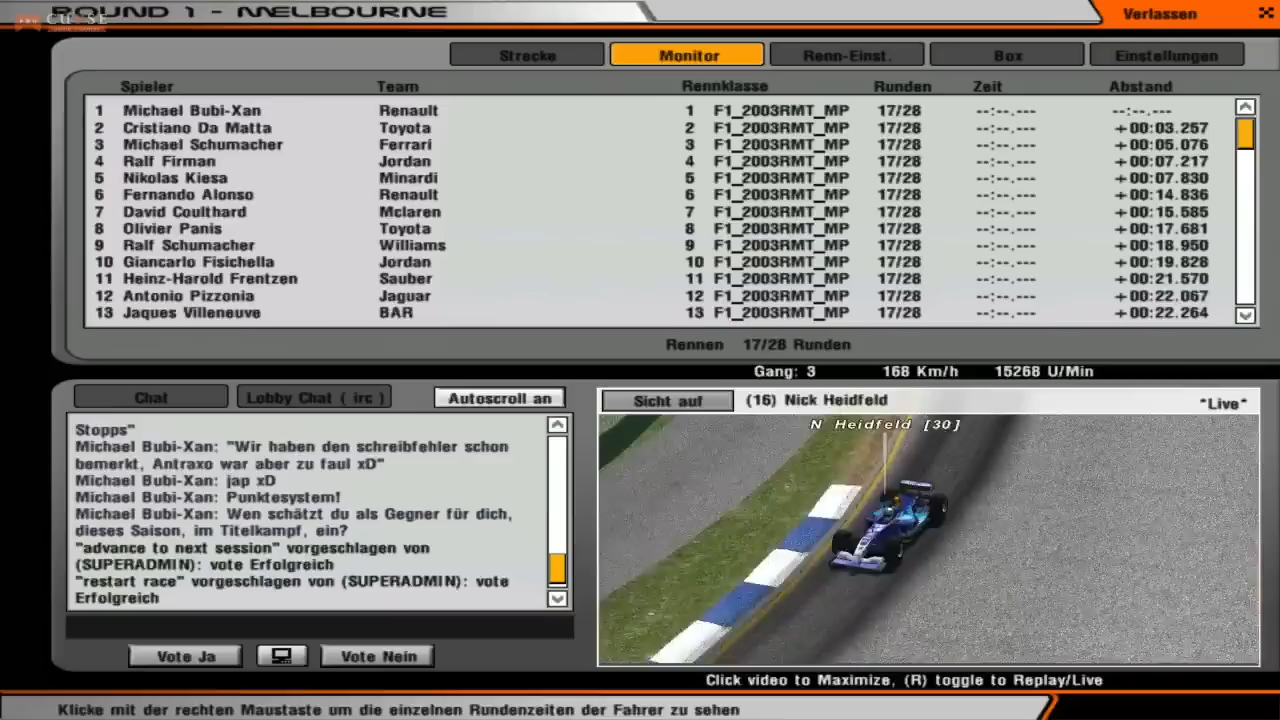 ROUND 1 - MELBOURNE
CURSE
Verlassen
Strecke Monitor Renn-Einst. Box Einstellungen
Spieler Team Rennklasse Runden Zeit Abstand
1 Michael Bubi-Xan Renault 1 F1_2003RMT_MP 17/28 --:--.--- --:--.---
2 Cristiano Da Matta Toyota 2 F1_2003RMT_MP 17/28 --:--.--- +00:03.257
3 Michael Schumacher Ferrari 3 F1_2003RMT_MP 17/28 --:--.--- +00:05.076
4 Ralf Firman Jordan 4 F1_2003RMT_MP 17/28 --:--.--- +00:07.217
5 Nikolas Kiesa Minardi 5 F1_2003RMT_MP 17/28 --:--.--- +00:07.830
6 Fernando Alonso Renault 6 F1_2003RMT_MP 17/28 --:--.--- +00:14.836
7 David Coulthard Mclaren 7 F1_2003RMT_MP 17/28 --:--.--- +00:15.585
8 Olivier Panis Toyota 8 F1_2003RMT_MP 17/28 --:--.--- +00:17.681
9 Ralf Schumacher Williams 9 F1_2003RMT_MP 17/28 --:--.--- +00:18.950
10 Giancarlo Fisichella Jordan 10 F1_2003RMT_MP 17/28 --:--.--- +00:19.828
11 Heinz-Harold Frentzen Sauber 11 F1_2003RMT_MP 17/28 --:--.--- +00:21.570
12 Antonio Pizzonia Jaguar 12 F1_2003RMT_MP 17/28 --:--.--- +00:22.067
13 Jaques Villeneuve BAR 13 F1_2003RMT_MP 17/28 --:--.--- +00:22.264
Rennen 17/28 Runden
Gang: 3 168 Km/h 15268 U/Min
Chat Lobby Chat ( irc ) Autoscroll an
Stopps"
Michael Bubi-Xan: "Wir haben den schreibfehler schon
bemerkt, Antraxo war aber zu faul xD"
Michael Bubi-Xan: jap xD
Michael Bubi-Xan: Punktesystem!
Michael Bubi-Xan: Wen schätzt du als Gegner für dich,
dieses Saison, im Titelkampf, ein?
"advance to next session" vorgeschlagen von
(SUPERADMIN): vote Erfolgreich
"restart race" vorgeschlagen von (SUPERADMIN): vote
Erfolgreich
Vote Ja Vote Nein
Sicht auf (16) Nick Heidfeld *Live*
N Heidfeld [30]
Click video to Maximize, (R) toggle to Replay/Live
Klicke mit der rechten Maustaste um die einzelnen Rundenzeiten der Fahrer zu sehen